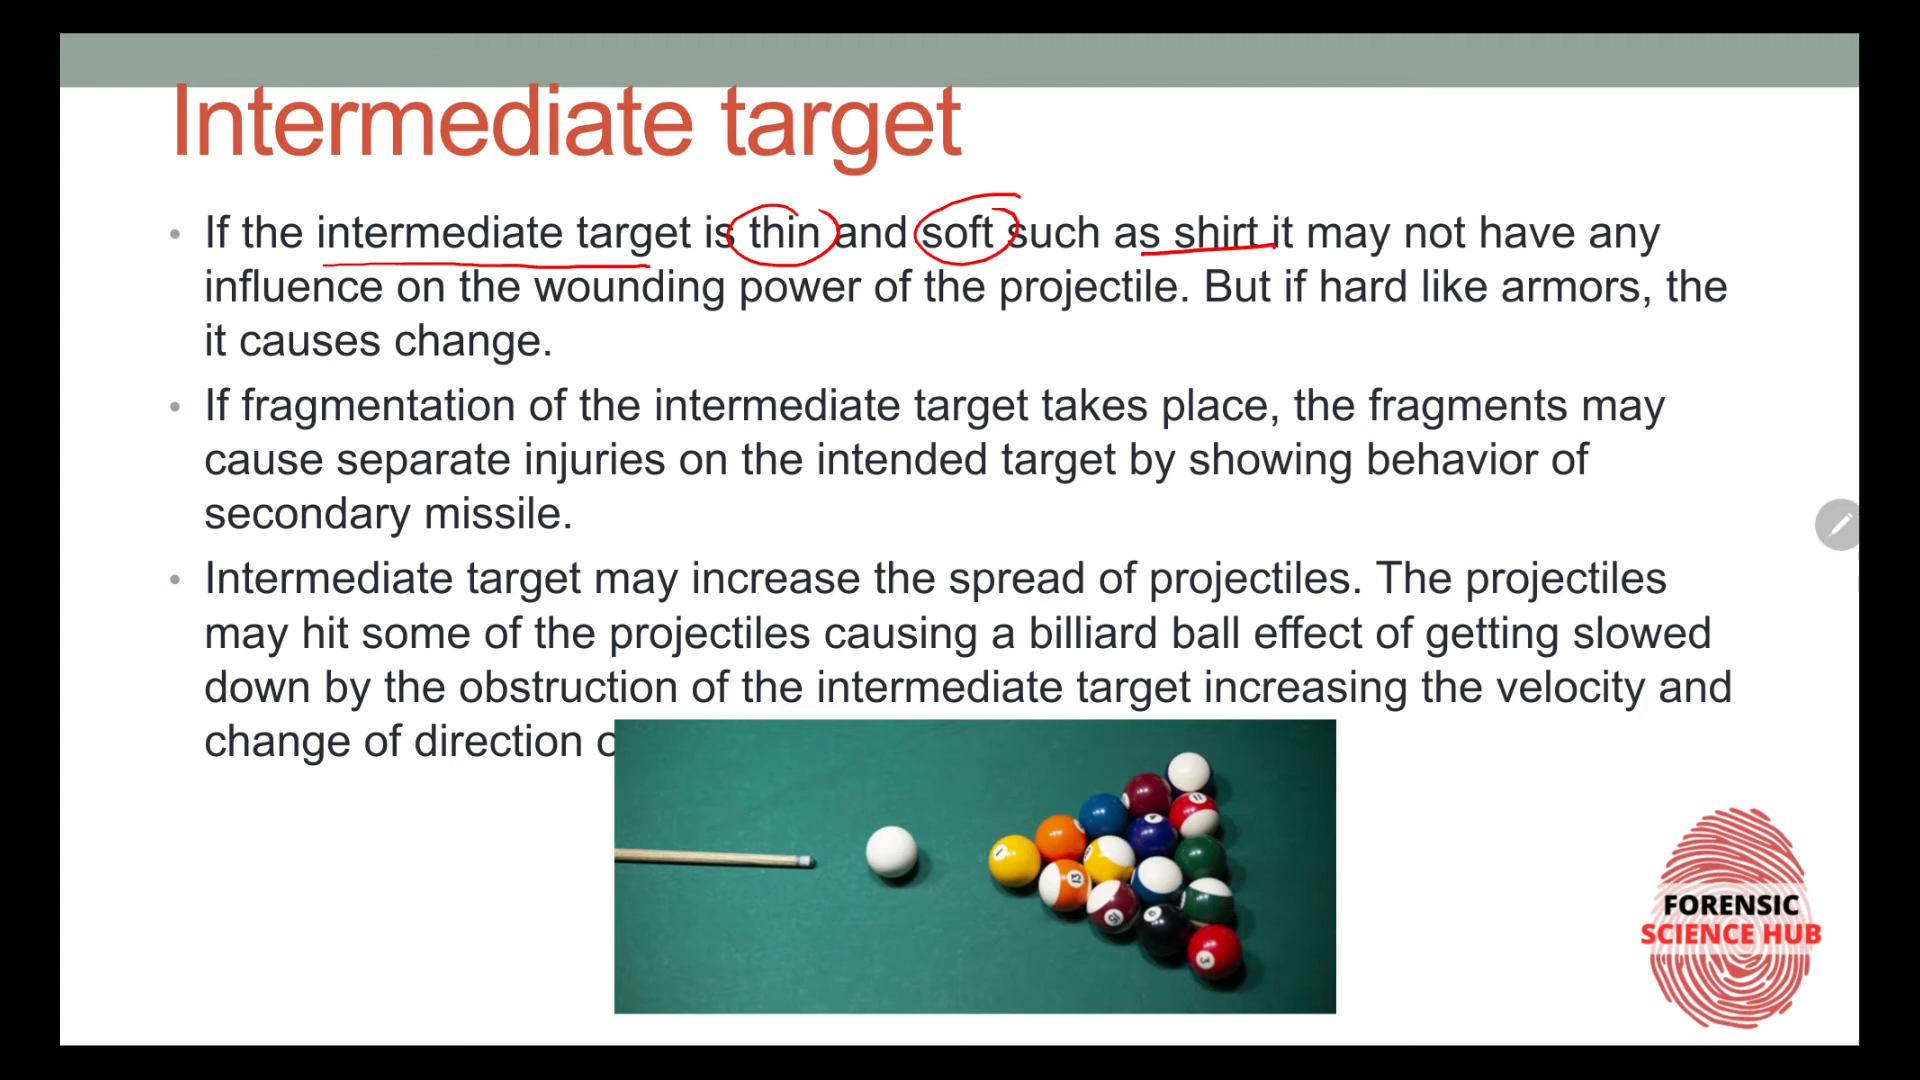 Intermediate target
If the intermediate target is thin and soft such as shirt it may not have any
influence on the wounding power of the projectile. But if hard like armors, the
it causes change.
If fragmentation of the intermediate target takes place, the fragments may
cause separate injuries on the intended target by showing behavior of
secondary missile.
Intermediate target may increase the spread of projectiles. The projectiles
may hit some of the projectiles causing a billiard ball effect of getting slowed
down by the obstruction of the intermediate target increasing the velocity and
change of direction
11
4
1
15
3
FORENSIC
SCIENCE HUB